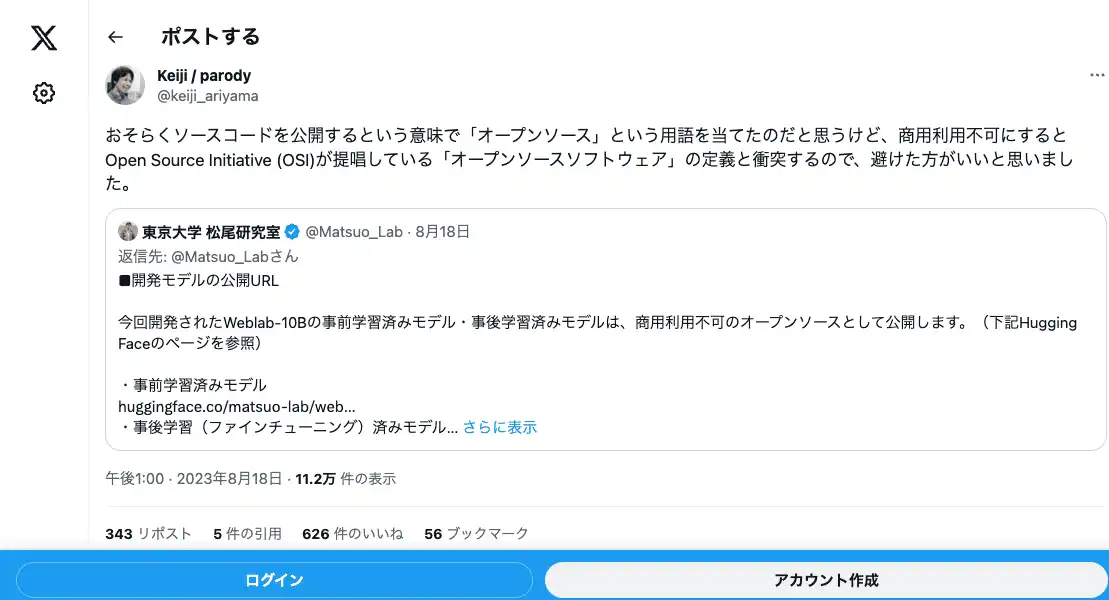 ポストする
Keiji / parody
@keiji_ariyama
おそらくソースコードを公開するという意味で「オープンソース」という用語を当てたのだと思うけど、商用利用不可にすると
Open Source Initiative (OSI)が提唱している「オープンソースソフトウェア」の定義と衝突するので、避けた方がいいと思いまし
た。
東京大学 松尾研究室 @Matsuo_Lab · 8月18日
返信先: @Matsuo_Labさん
■開発モデルの公開URL
今回開発されたWeblab-10Bの事前学習済みモデル・事後学習済みモデルは、商用利用不可のオープンソースとして公開します。（下記Hugging
Faceのページを参照）
・事前学習済みモデル
huggingface.co/matsuo-lab/web...
・事後学習（ファインチューニング）済みモデル... さらに表示
午後1:00 · 2023年8月18日 · 11.2万 件の表示
343 リポスト 5 件の引用 626 件のいいね 56 ブックマーク
ログイン
アカウント作成